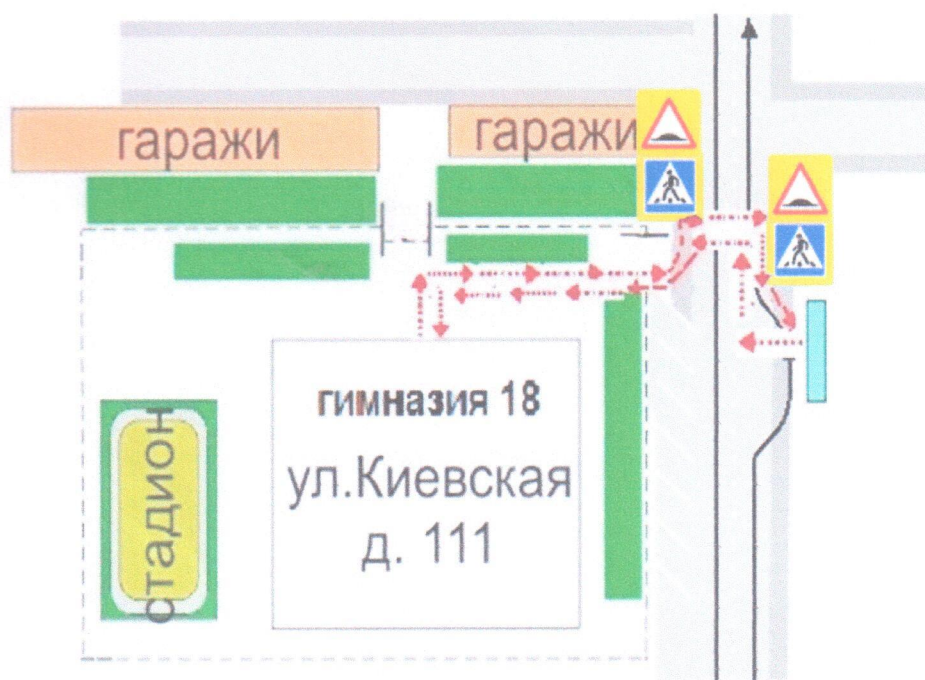 гаражи
гаражи
гимназия 18
ул.Киевская
д. 111
стадион